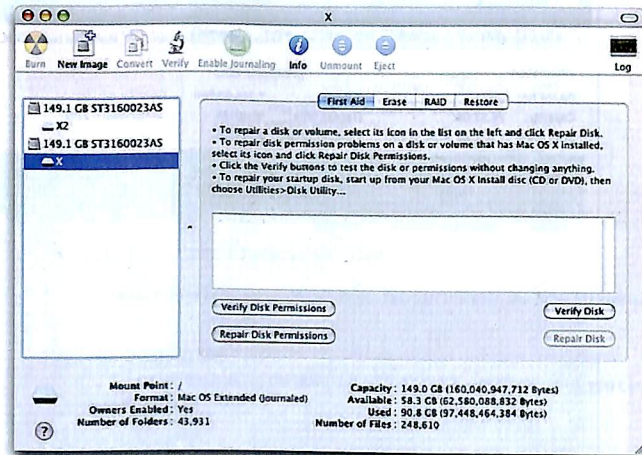 X
Burn New Image Convert Verify Enable Journaling Info Unmount Eject Log
149.1 GB ST3160023AS
X2
149.1 GB ST3160023AS
X
First Aid Erase RAID Restore
• To repair a disk or volume, select its icon in the list on the left and click Repair Disk.
• To repair disk permission problems on a disk or volume that has Mac OS X installed,
select its icon and click Repair Disk Permissions.
• Click the Verify buttons to test the disk or permissions without changing anything.
• To repair your startup disk, start up from your Mac OS X Install disc (CD or DVD), then
choose Utilities>Disk Utility...
Verify Disk Permissions Verify Disk
Repair Disk Permissions Repair Disk
Mount Point : /
Format : Mac OS Extended (Journaled)
Owners Enabled : Yes
Number of Folders : 43,931
Capacity : 149.0 GB (160,040,947,712 Bytes)
Available : 58.3 GB (62,580,088,832 Bytes)
Used : 90.8 GB (97,448,464,384 Bytes)
Number of Files : 248,610
?